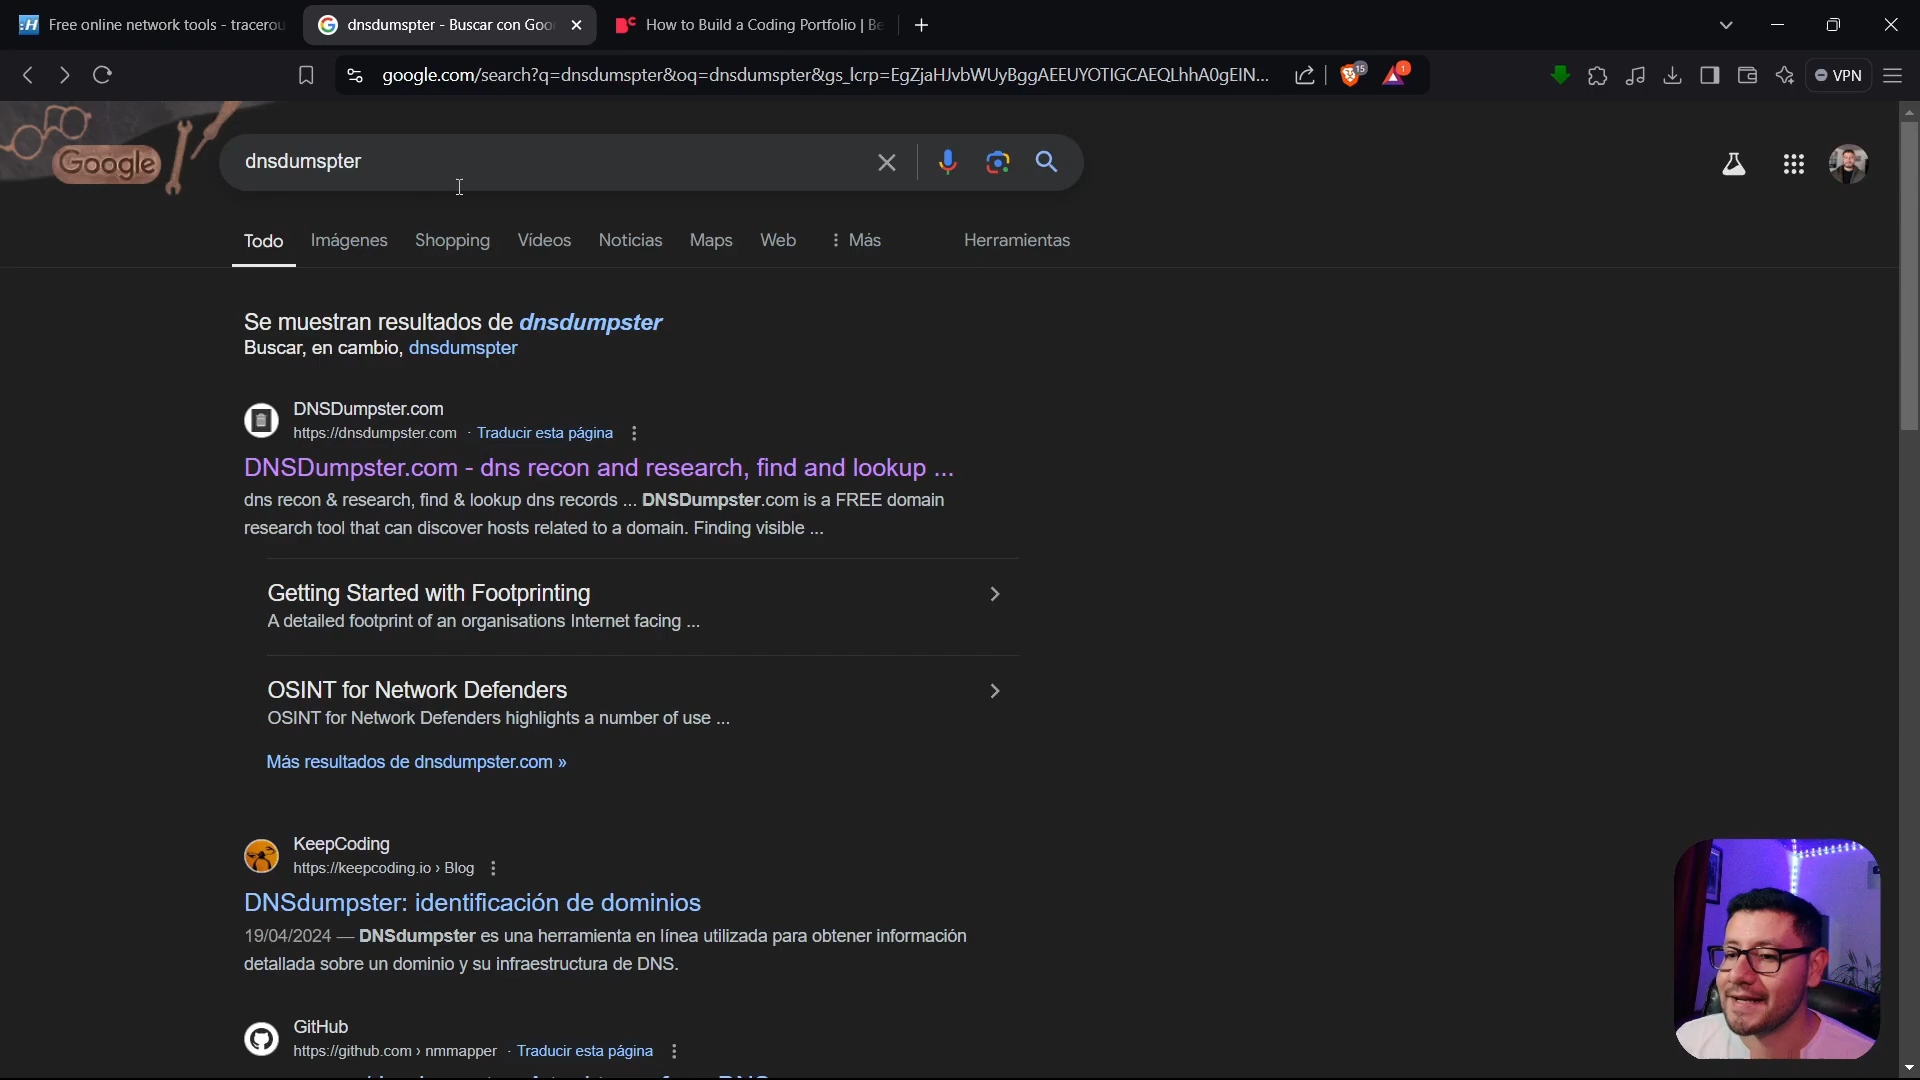 Free online network tools - tracerou
dnsdumspter - Buscar con Goo
How to Build a Coding Portfolio | Be
google.com/search?q=dnsdumspter&oq=dnsdumspter&gs_lcrp=EgZjaHJvbWUyBggAEEUYOTIGCAEQLhhA0gEIN...
15
1
VPN
Google
dnsdumspter
Todo
Imágenes
Shopping
Vídeos
Noticias
Maps
Web
Más
Herramientas
Se muestran resultados de dnsdumpster
Buscar, en cambio, dnsdumspter
DNSDumpster.com
https://dnsdumpster.com · Traducir esta página
DNSDumpster.com - dns recon and research, find and lookup ...
dns recon & research, find & lookup dns records ... DNSDumpster.com is a FREE domain
research tool that can discover hosts related to a domain. Finding visible ...
Getting Started with Footprinting
A detailed footprint of an organisations Internet facing ...
OSINT for Network Defenders
OSINT for Network Defenders highlights a number of use ...
Más resultados de dnsdumpster.com »
KeepCoding
https://keepcoding.io › Blog
DNSdumpster: identificación de dominios
19/04/2024 — DNSdumpster es una herramienta en línea utilizada para obtener información
detallada sobre un dominio y su infraestructura de DNS.
GitHub
https://github.com › nmmapper · Traducir esta página